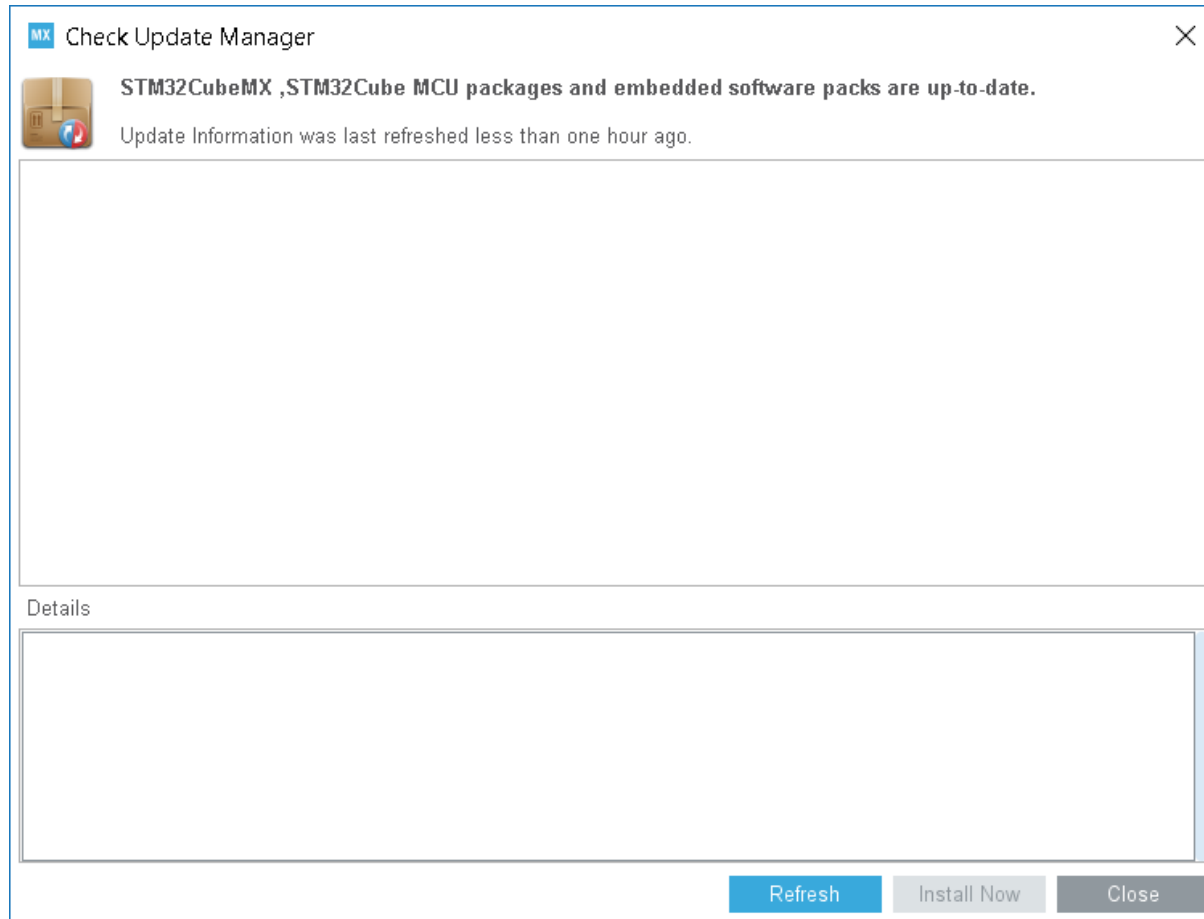 MX Check Update Manager
STM32CubeMX ,STM32Cube MCU packages and embedded software packs are up-to-date.
Update Information was last refreshed less than one hour ago.
Details
Refresh Install Now Close